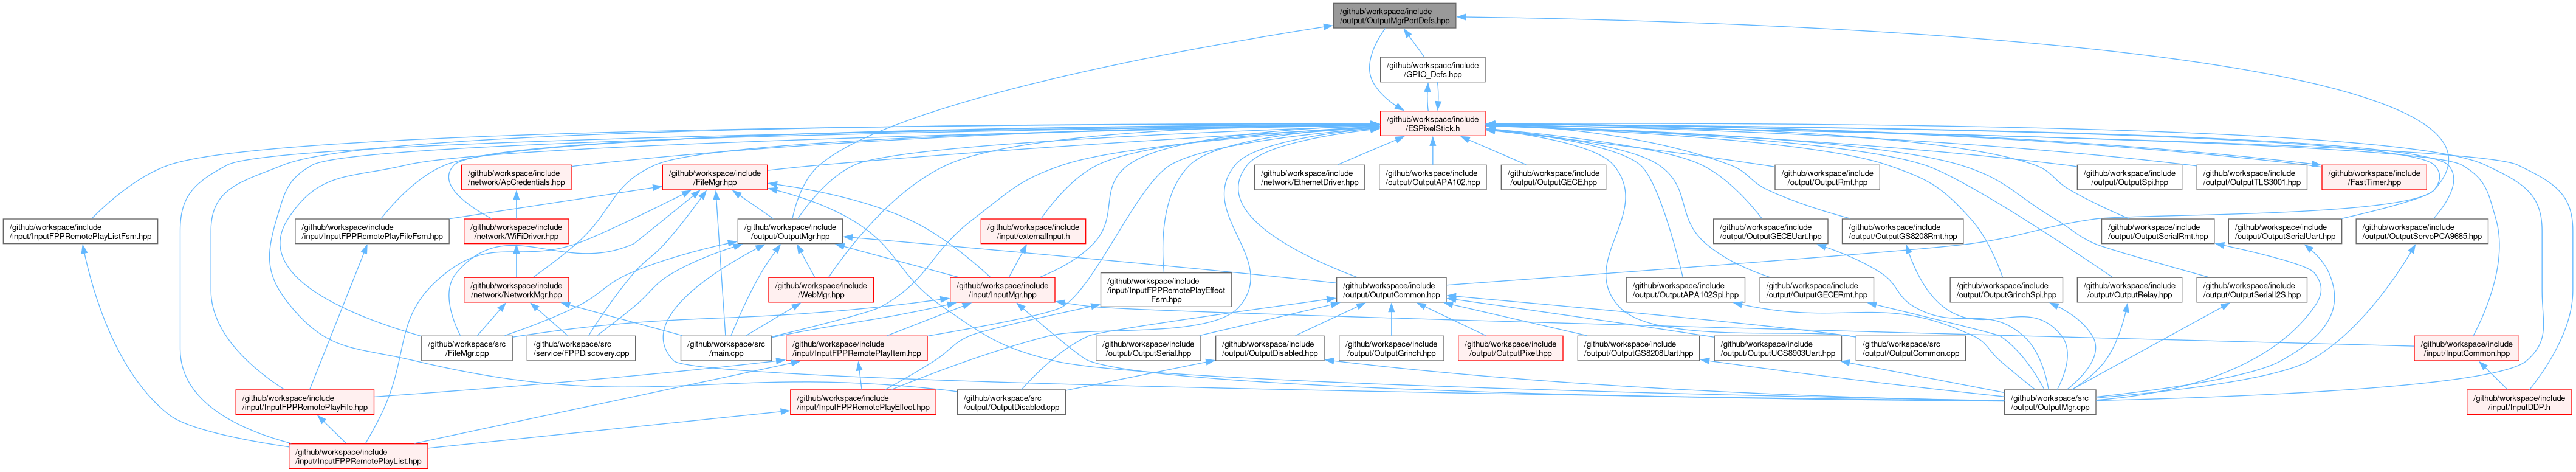 /github/workspace/include
/output/OutputMgrPortDefs.hpp
/github/workspace/include
/GPIO_Defs.hpp
/github/workspace/include
/ESPixelStick.h
/github/workspace/include
/network/ApCredentials.hpp
/github/workspace/include
/FileMgr.hpp
/github/workspace/include
/network/EthernetDriver.hpp
/github/workspace/include
/output/OutputAPA102.hpp
/github/workspace/include
/output/OutputGECE.hpp
/github/workspace/include
/output/OutputRmt.hpp
/github/workspace/include
/output/OutputSpi.hpp
/github/workspace/include
/output/OutputTLS3001.hpp
/github/workspace/include
/FastTimer.hpp
/github/workspace/include
/input/InputFPPRemotePlayListFsm.hpp
/github/workspace/include
/input/InputFPPRemotePlayFileFsm.hpp
/github/workspace/include
/network/WiFiDriver.hpp
/github/workspace/include
/output/OutputMgr.hpp
/github/workspace/include
/input/externalInput.h
/github/workspace/include
/output/OutputGECEUart.hpp
/github/workspace/include
/output/OutputGS8208Rmt.hpp
/github/workspace/include
/output/OutputSerialRmt.hpp
/github/workspace/include
/output/OutputSerialUart.hpp
/github/workspace/include
/output/OutputServoPCA9685.hpp
/github/workspace/include
/network/NetworkMgr.hpp
/github/workspace/include
/WebMgr.hpp
/github/workspace/include
/input/InputMgr.hpp
/github/workspace/include
/input/InputFPPRemotePlayEffect
Fsm.hpp
/github/workspace/include
/output/OutputCommon.hpp
/github/workspace/include
/output/OutputAPA102Spi.hpp
/github/workspace/include
/output/OutputGECERmt.hpp
/github/workspace/include
/output/OutputGrinchSpi.hpp
/github/workspace/include
/output/OutputRelay.hpp
/github/workspace/include
/output/OutputSerialI2S.hpp
/github/workspace/src
/FileMgr.cpp
/github/workspace/src
/service/FPPDiscovery.cpp
/github/workspace/src
/main.cpp
/github/workspace/include
/input/InputFPPRemotePlayItem.hpp
/github/workspace/include
/output/OutputSerial.hpp
/github/workspace/include
/output/OutputDisabled.hpp
/github/workspace/include
/output/OutputGrinch.hpp
/github/workspace/include
/output/OutputPixel.hpp
/github/workspace/include
/output/OutputGS8208Uart.hpp
/github/workspace/include
/output/OutputUCS8903Uart.hpp
/github/workspace/src
/output/OutputCommon.cpp
/github/workspace/include
/input/InputCommon.hpp
/github/workspace/include
/input/InputFPPRemotePlayFile.hpp
/github/workspace/include
/input/InputFPPRemotePlayEffect.hpp
/github/workspace/src
/output/OutputDisabled.cpp
/github/workspace/src
/output/OutputMgr.cpp
/github/workspace/include
/input/InputDDP.h
/github/workspace/include
/input/InputFPPRemotePlayList.hpp